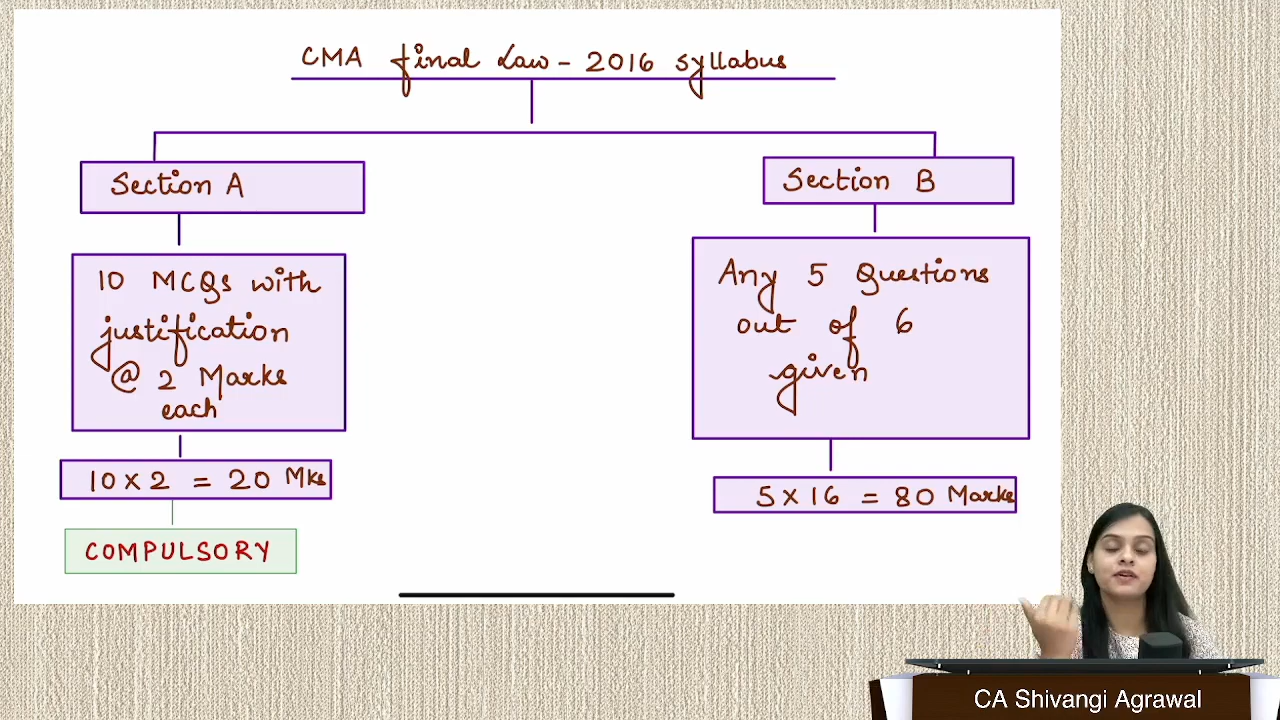 CMA final Law - 2016 syllabus
Section A
10 MCQs with
justification
@ 2 Marks
each
10 x 2 = 20 Mks
COMPULSORY
Section B
Any 5 Questions
out of 6
given
5 x 16 = 80 Marks
CA Shivangi Agrawal